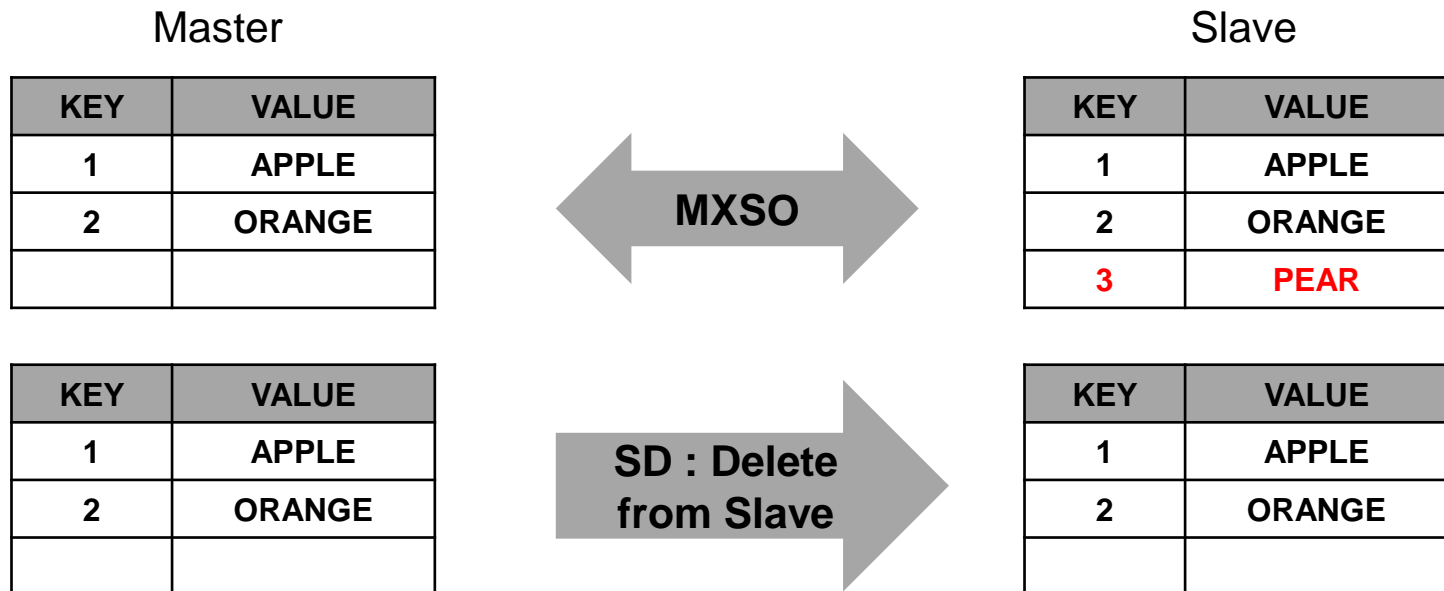 Master Slave
KEY VALUE KEY VALUE
1 APPLE 1 APPLE
2 ORANGE MXSO 2 ORANGE
3 PEAR
KEY VALUE KEY VALUE
1 APPLE SD : Delete 1 APPLE
2 ORANGE from Slave 2 ORANGE